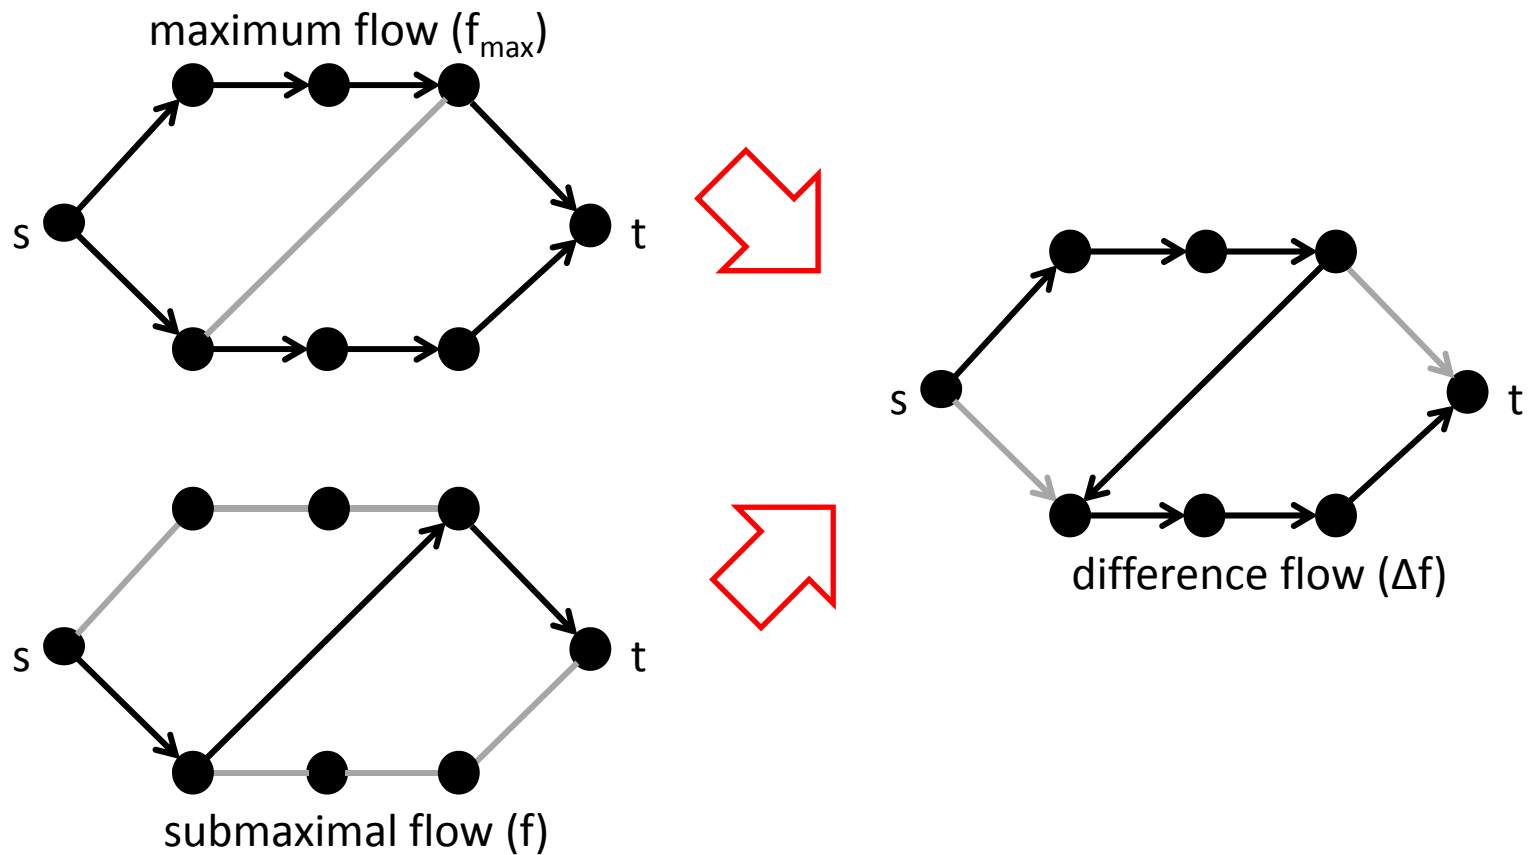 maximum flow (fmax)
s
t
s
t
difference flow (Δf)
s
t
submaximal flow (f)